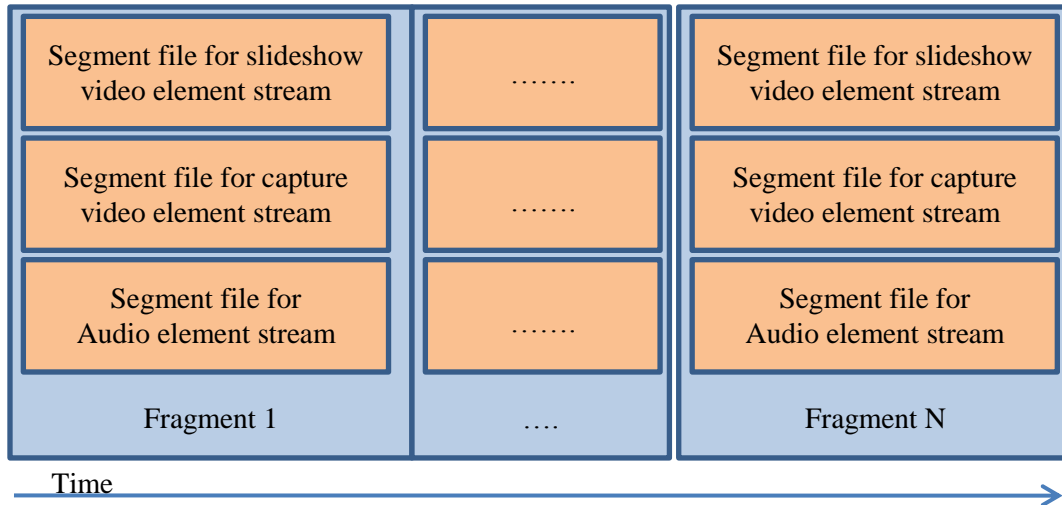 Segment file for slideshow
video element stream
…….
Segment file for slideshow
video element stream
Segment file for capture
video element stream
…….
Segment file for capture
video element stream
Segment file for
Audio element stream
…….
Segment file for
Audio element stream
Fragment 1
….
Fragment N
Time